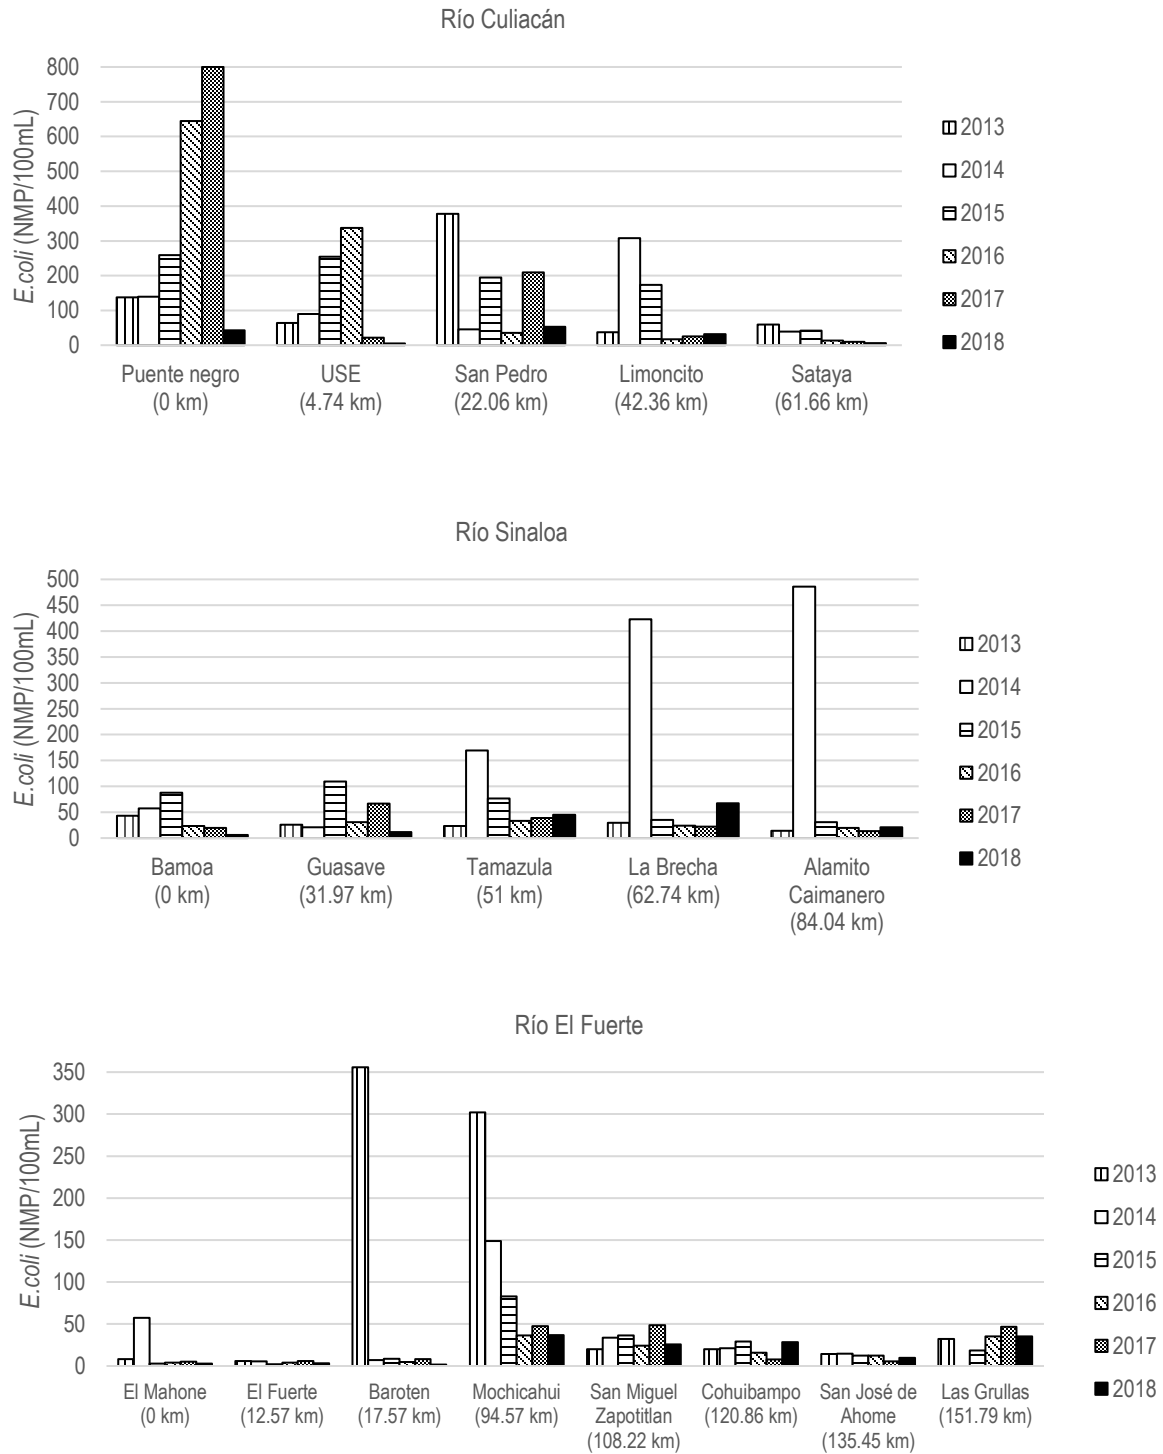 Río Culiacán
E.coli (NMP/100mL)
800
700
600
500
400
300
200
100
0
Puente negro
(0 km)
USE
(4.74 km)
San Pedro
(22.06 km)
Limoncito
(42.36 km)
Sataya
(61.66 km)
2013
2014
2015
2016
2017
2018
Río Sinaloa
E.coli (NMP/100mL)
500
450
400
350
300
250
200
150
100
50
0
Bamoa
(0 km)
Guasave
(31.97 km)
Tamazula
(51 km)
La Brecha
(62.74 km)
Alamito
Caimanero
(84.04 km)
2013
2014
2015
2016
2017
2018
Río El Fuerte
E.coli (NMP/100mL)
350
300
250
200
150
100
50
0
El Mahone
(0 km)
El Fuerte
(12.57 km)
Baroten
(17.57 km)
Mochicahui
(94.57 km)
San Miguel
Zapotitlan
(108.22 km)
Cohuibampo
(120.86 km)
San José de
Ahome
(135.45 km)
Las Grullas
(151.79 km)
2013
2014
2015
2016
2017
2018